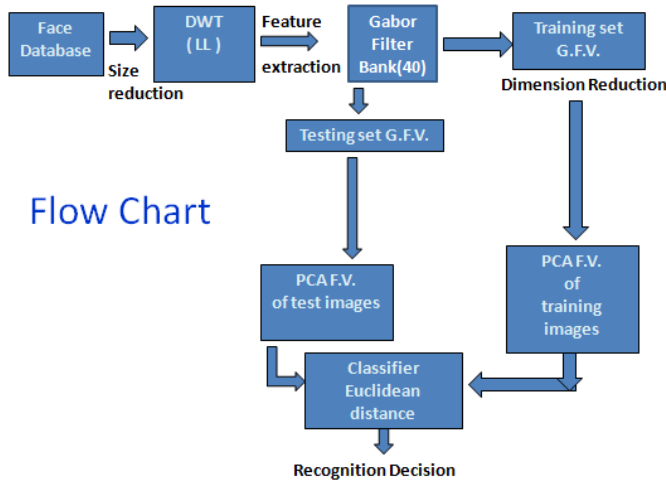 Face
Database
Size
reduction
DWT
( LL )
Feature
extraction
Gabor
Filter
Bank(40)
Training set
G.F.V.
Dimension Reduction
Testing set G.F.V.
Flow Chart
PCA F.V.
of test images
PCA F.V.
of
training
images
Classifier
Euclidean
distance
Recognition Decision